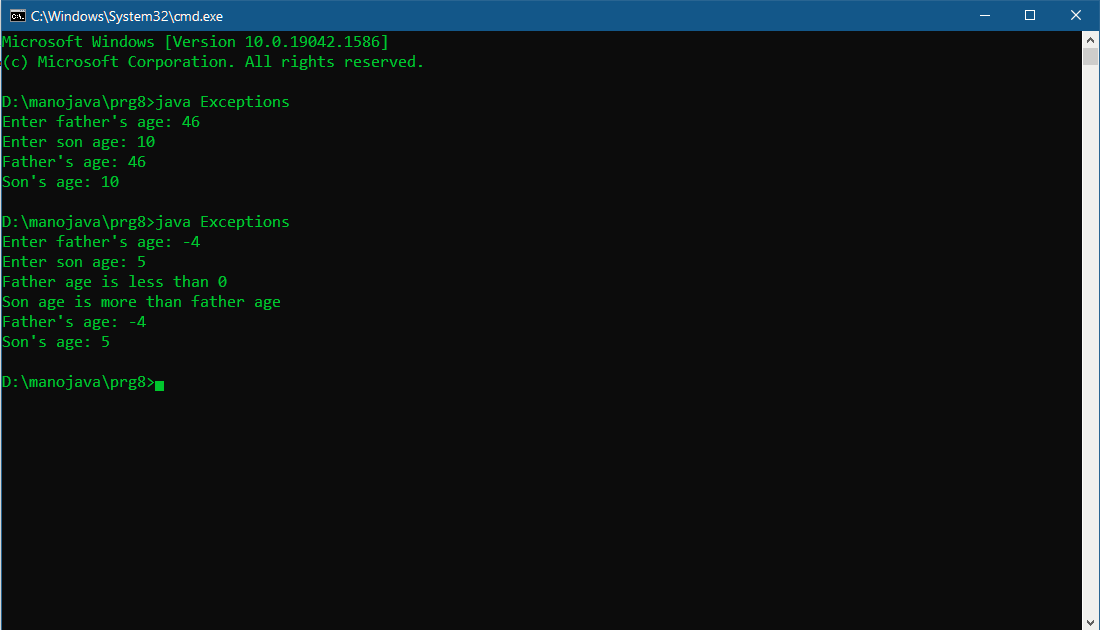 C:\Windows\System32\cmd.exe
Microsoft Windows [Version 10.0.19042.1586]
(c) Microsoft Corporation. All rights reserved.
D:\manojava\prg8>java Exceptions
Enter father's age: 46
Enter son age: 10
Father's age: 46
Son's age: 10
D:\manojava\prg8>java Exceptions
Enter father's age: -4
Enter son age: 5
Father age is less than 0
Son age is more than father age
Father's age: -4
Son's age: 5
D:\manojava\prg8>